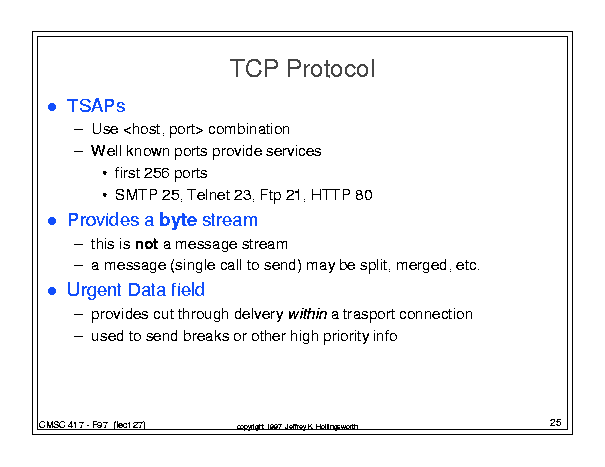 TCP Protocol
● TSAPs
– Use <host, port> combination
– Well known ports provide services
• first 256 ports
• SMTP 25, Telnet 23, Ftp 21, HTTP 80
● Provides a byte stream
– this is not a message stream
– a message (single call to send) may be split, merged, etc.
● Urgent Data field
– provides cut through delvery within a trasport connection
– used to send breaks or other high priority info
CMSC 417 - F97 (lect 27)
copyright 1997 Jeffrey K. Hollingsworth
25